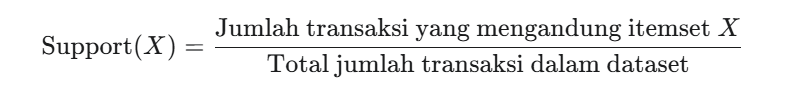 Support(X) = Jumlah transaksi yang mengandung itemset X
Total jumlah transaksi dalam dataset